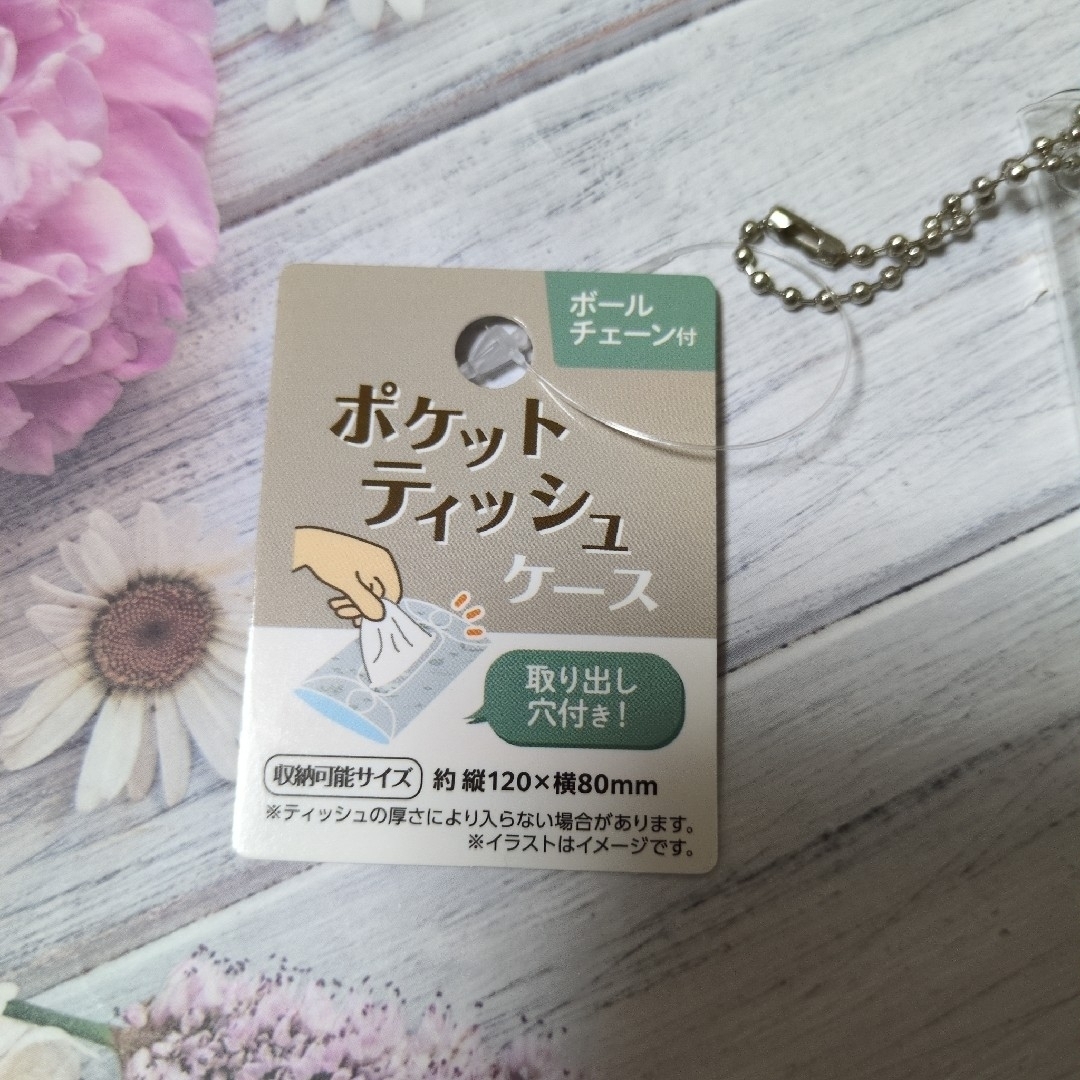 ボール
チェーン付
ポケット
ティッシュ
ケース
取り出し
穴付き!
収納可能サイズ 約 縦120×横80mm
※ティッシュの厚さにより入らない場合があります。
※イラストはイメージです。